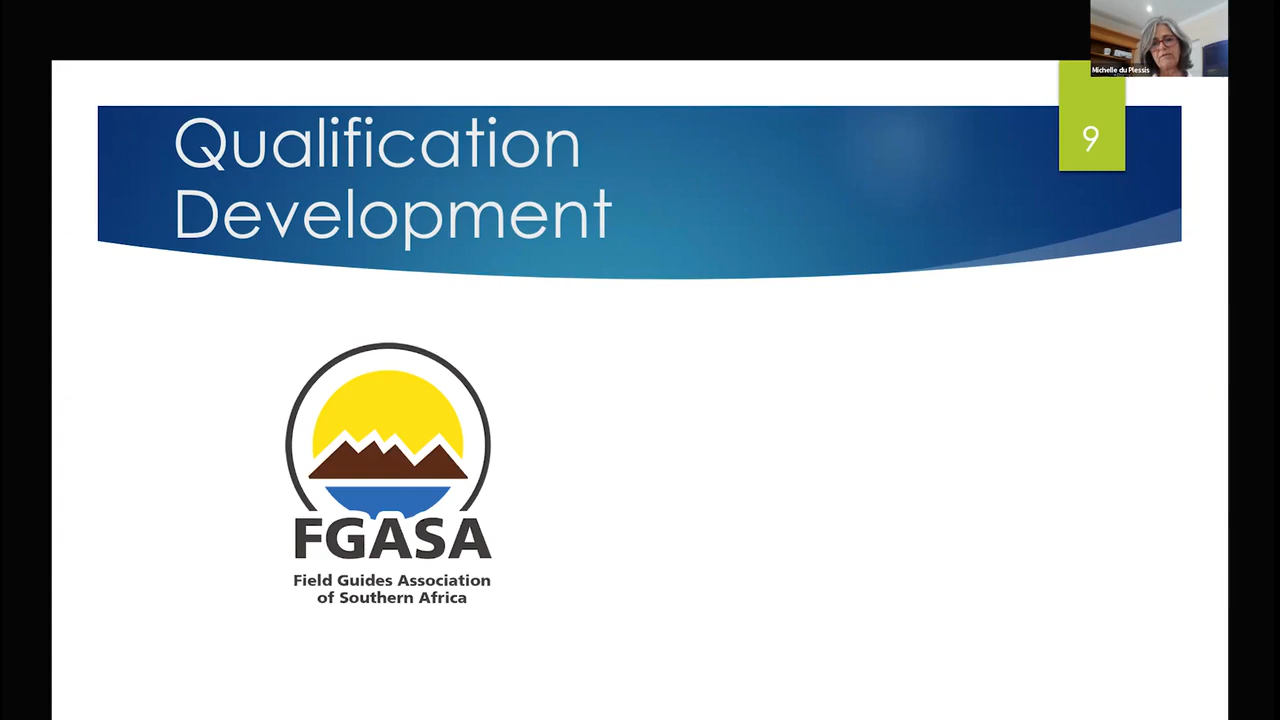 Michelle du Plessis
9
Qualification
Development
FGASA
Field Guides Association
of Southern Africa